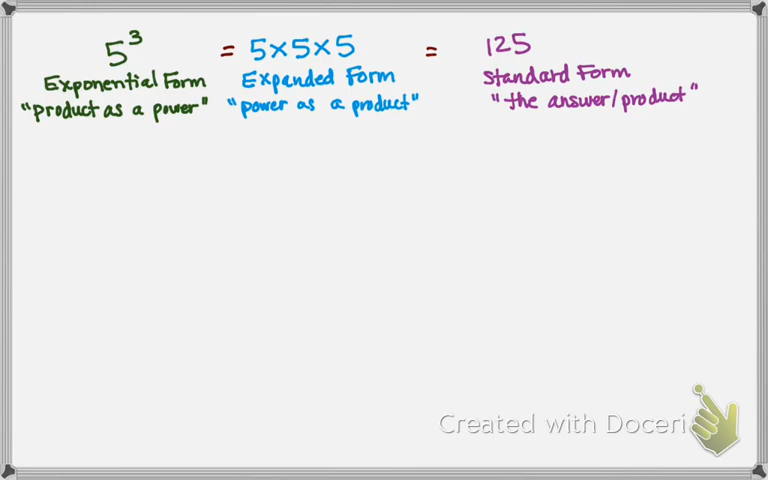 5³ = 5×5×5 = 125
Exponential Form Expanded Form Standard Form
"product as a power" "power as a product" "the answer/product"
Created with Doceri